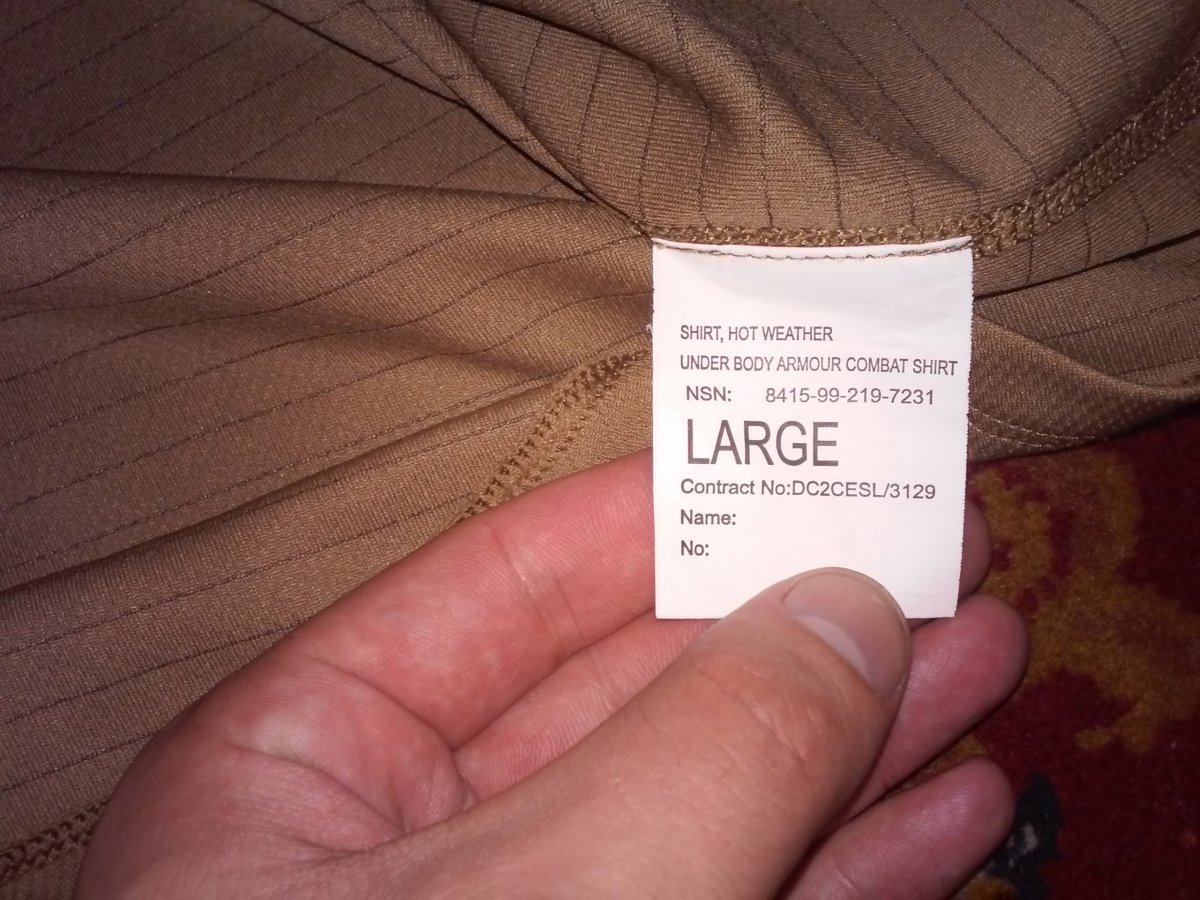 SHIRT, HOT WEATHER
UNDER BODY ARMOUR COMBAT SHIRT
NSN: 8415-99-219-7231
LARGE
Contract No:DC2CESL/3129
Name:
No: